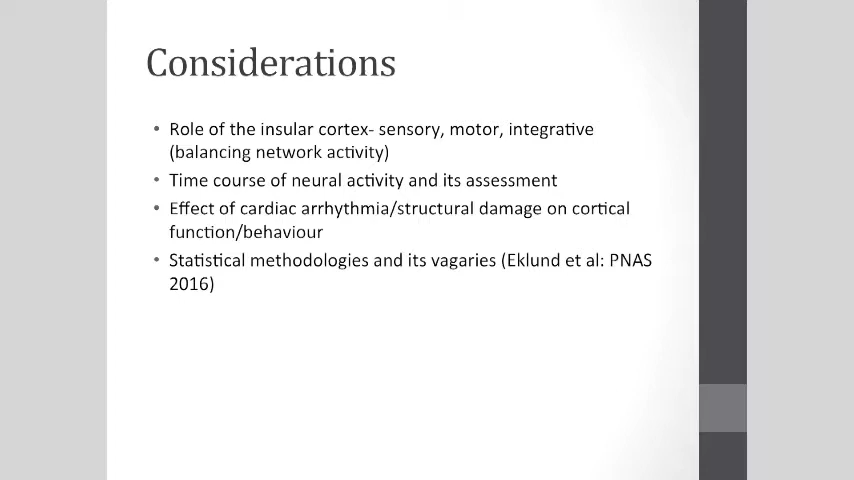 Considerations
• Role of the insular cortex- sensory, motor, integrative
(balancing network activity)
• Time course of neural activity and its assessment
• Effect of cardiac arrhythmia/structural damage on cortical
function/behaviour
• Statistical methodologies and its vagaries (Eklund et al: PNAS
2016)